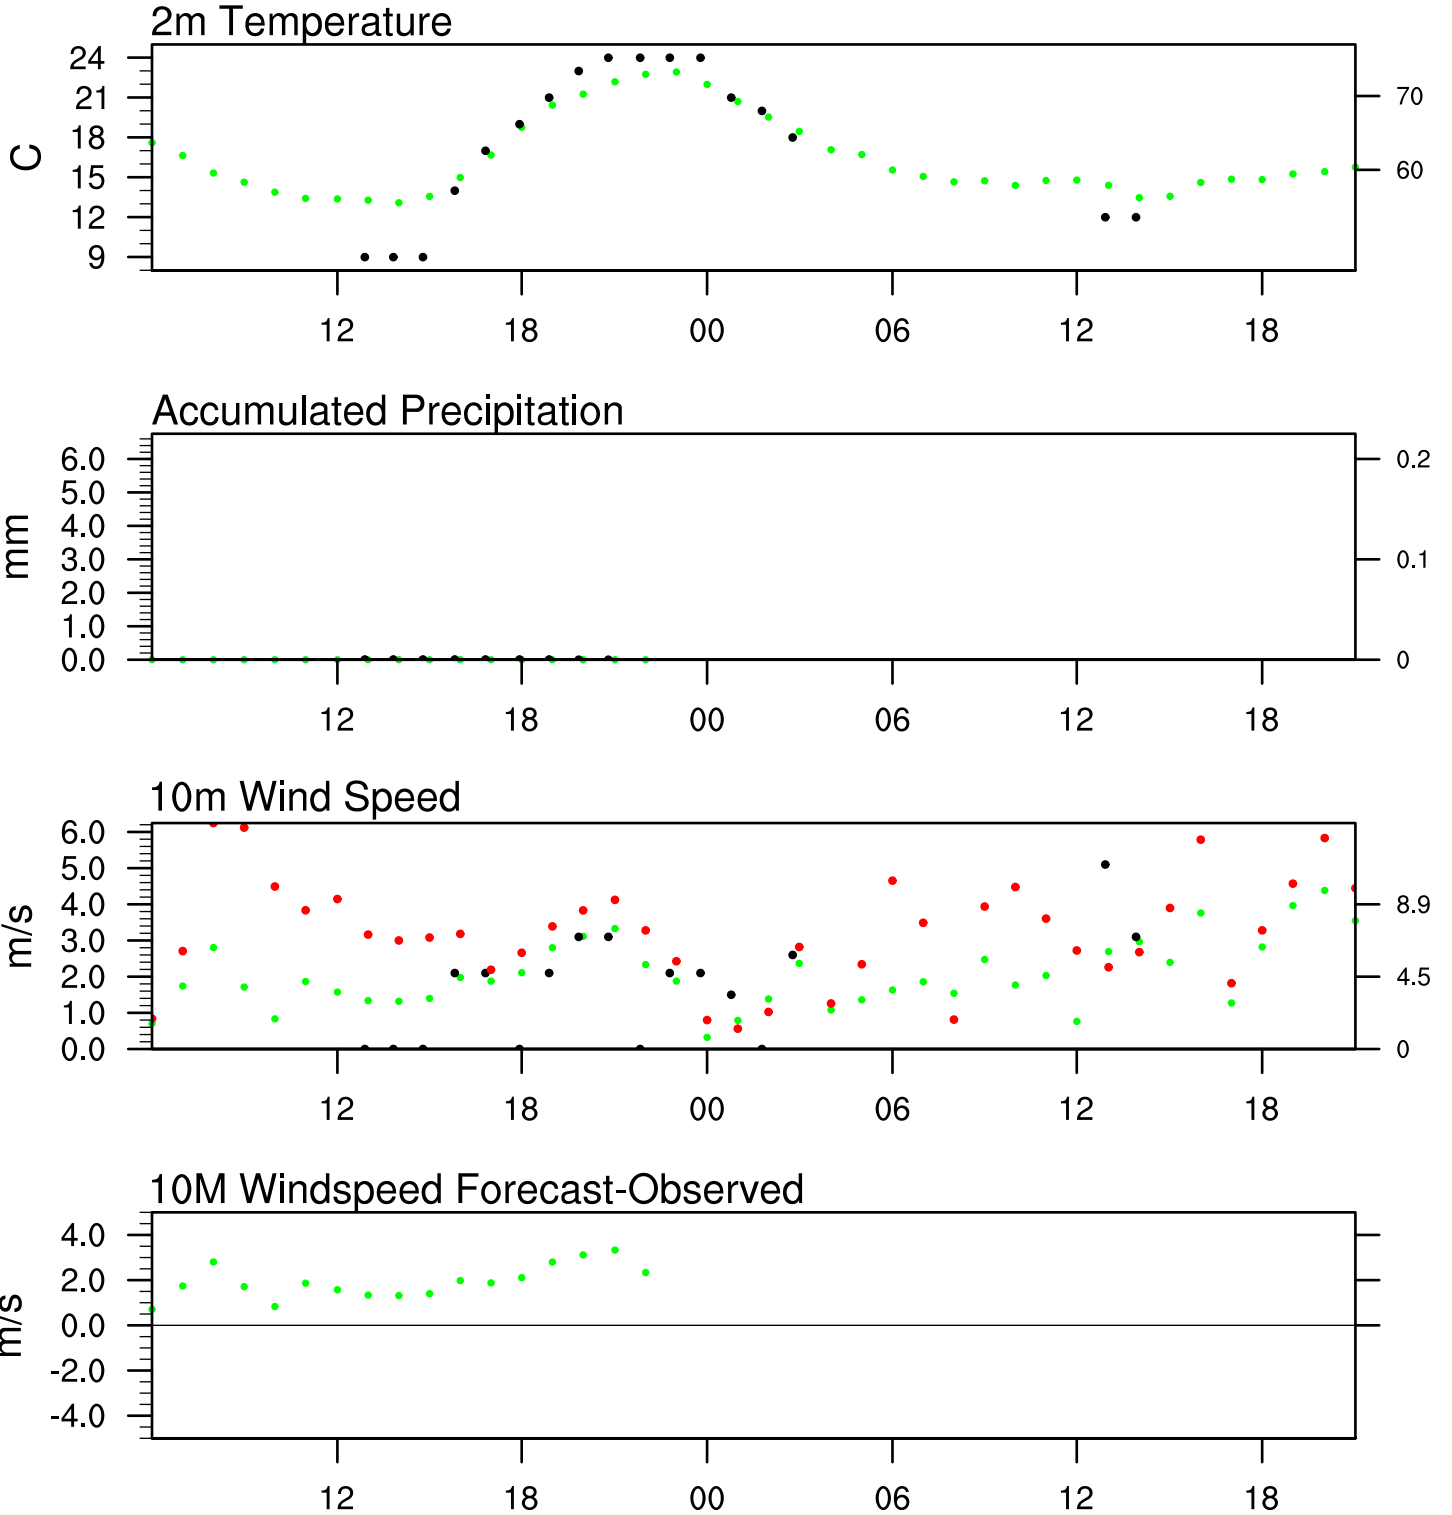 2m Temperature
24
21
18
15
12
9
C
70
60
12 18 00 06 12 18
Accumulated Precipitation
6.0
5.0
4.0
3.0
2.0
1.0
0.0
mm
0.2
0.1
0
12 18 00 06 12 18
10m Wind Speed
6.0
5.0
4.0
3.0
2.0
1.0
0.0
m/s
8.9
4.5
0
12 18 00 06 12 18
10M Windspeed Forecast-Observed
4.0
2.0
0.0
-2.0
-4.0
m/s
12 18 00 06 12 18